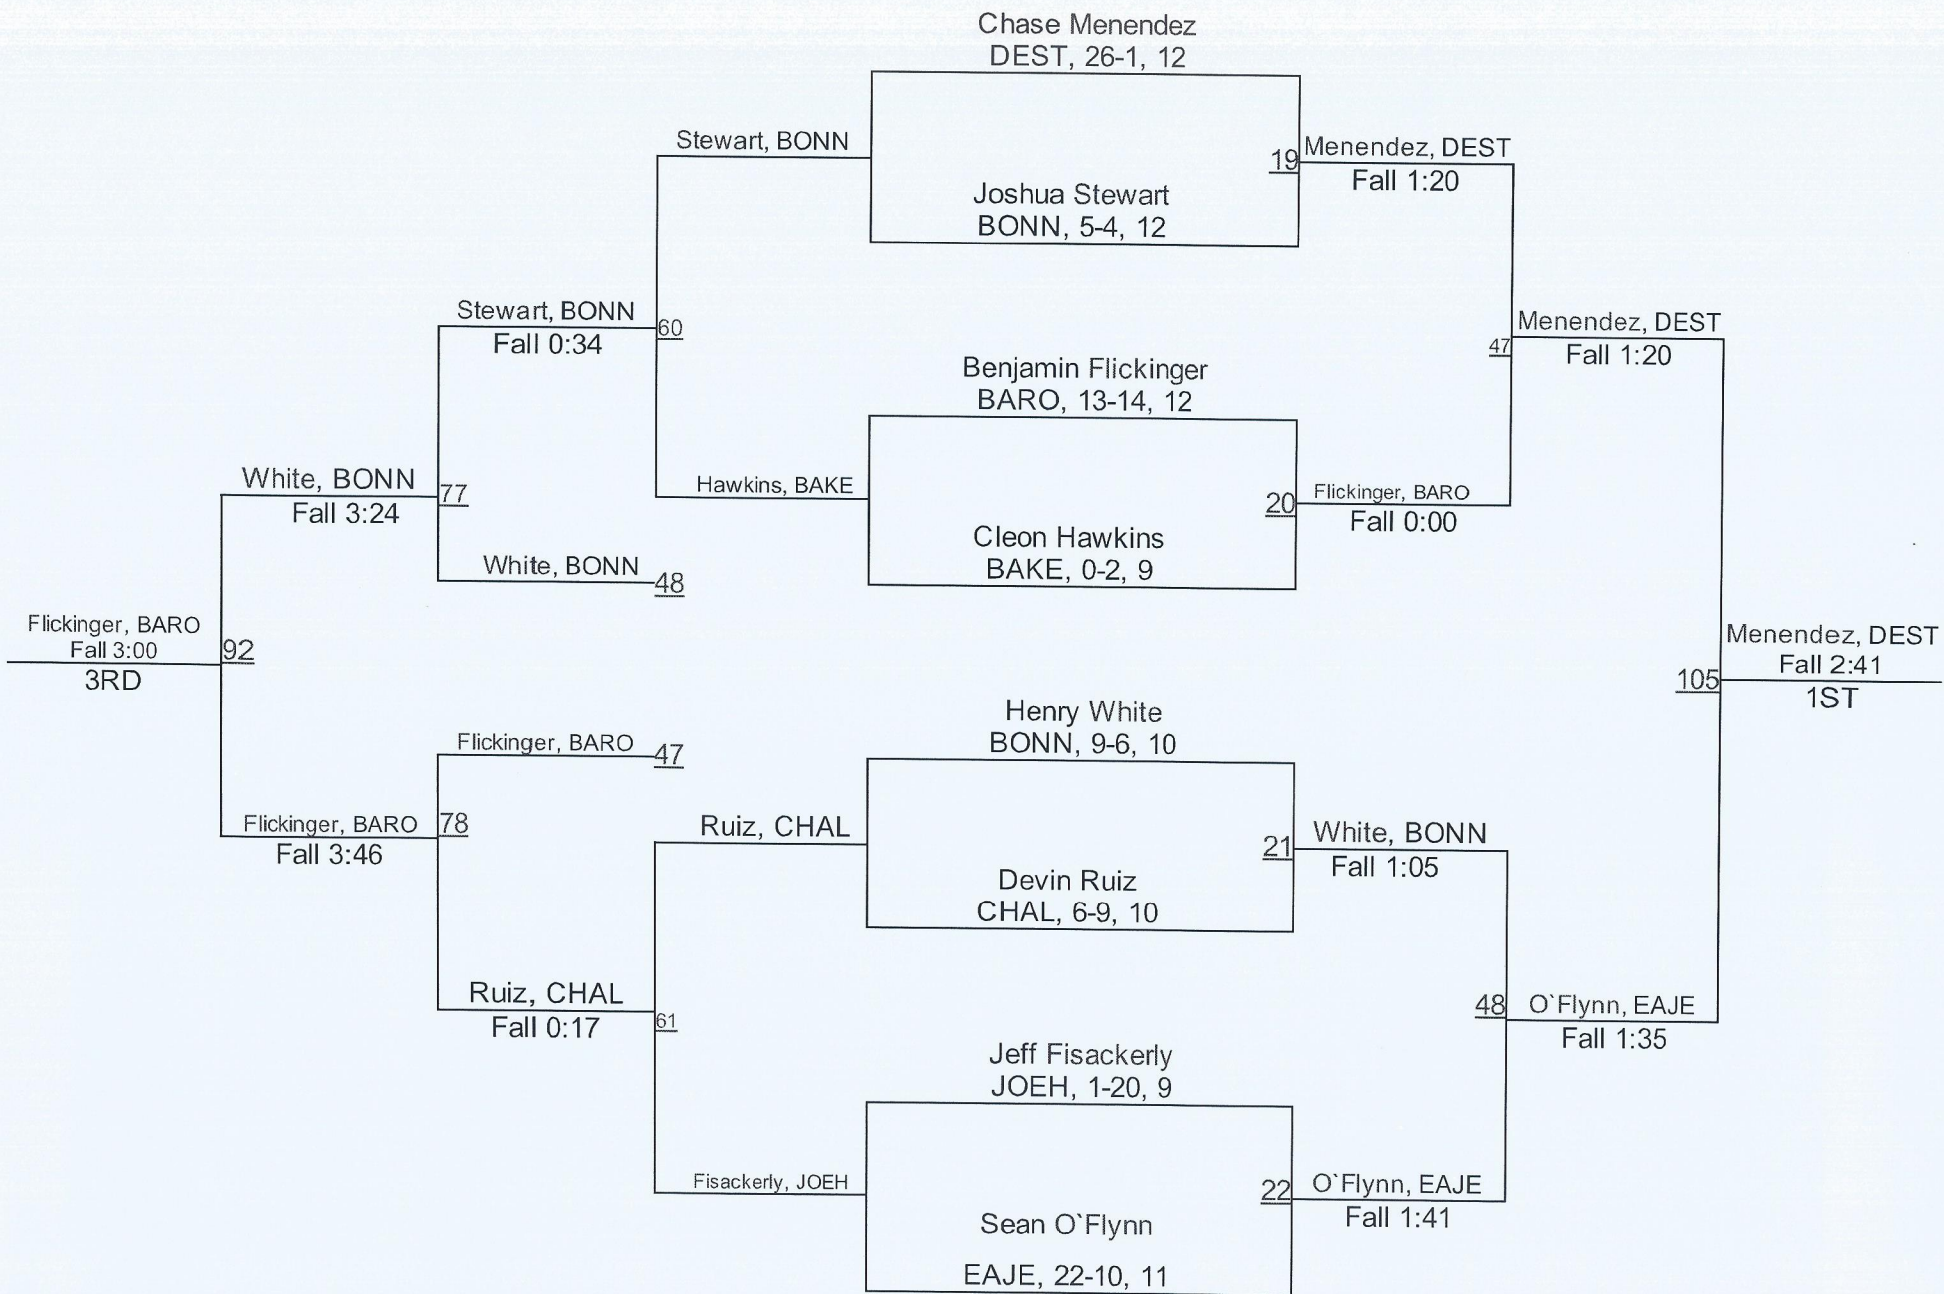 Chase Menendez
DEST, 26-1, 12
Stewart, BONN
19
Menendez, DEST
Fall 1:20
Joshua Stewart
BONN, 5-4, 12
Stewart, BONN
Fall 0:34
60
Menendez, DEST
Fall 1:20
47
Benjamin Flickinger
BARO, 13-14, 12
White, BONN
Fall 3:24
77
Hawkins, BAKE
20
Flickinger, BARO
Fall 0:00
Cleon Hawkins
BAKE, 0-2, 9
White, BONN
48
Flickinger, BARO
Fall 3:00
3RD
92
Menendez, DEST
Fall 2:41
1ST
105
Henry White
BONN, 9-6, 10
Flickinger, BARO
47
Flickinger, BARO
Fall 3:46
78
Ruiz, CHAL
21
White, BONN
Fall 1:05
Devin Ruiz
CHAL, 6-9, 10
Ruiz, CHAL
Fall 0:17
61
48
O`Flynn, EAJE
Fall 1:35
Jeff Fisackerly
JOEH, 1-20, 9
Fisackerly, JOEH
22
O`Flynn, EAJE
Fall 1:41
Sean O`Flynn
EAJE, 22-10, 11